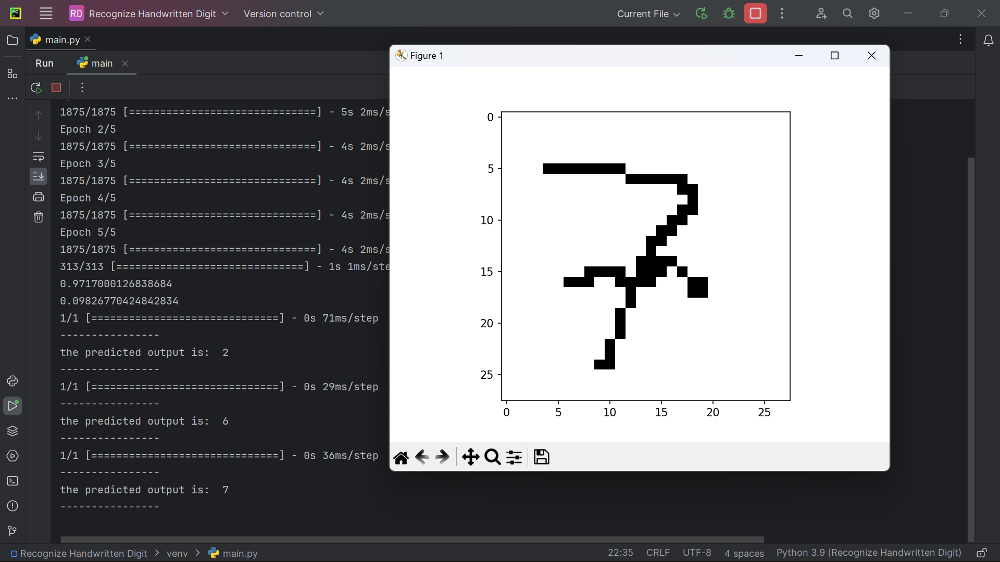 PC RD Recognize Handwritten Digit Version control Current File
main.py
Figure 1
Run main
1875/1875 [==============================] - 5s 2ms/s
Epoch 2/5
1875/1875 [==============================] - 4s 2ms/s
Epoch 3/5
1875/1875 [==============================] - 4s 2ms/s
Epoch 4/5
1875/1875 [==============================] - 4s 2ms/s
Epoch 5/5
1875/1875 [==============================] - 4s 2ms/s
313/313 [==============================] - 1s 1ms/ste
0.9717000126838684
0.09826770424842834
1/1 [==============================] - 0s 71ms/step
----------------
the predicted output is:  2
----------------
1/1 [==============================] - 0s 29ms/step
----------------
the predicted output is:  6
----------------
1/1 [==============================] - 0s 36ms/step
----------------
the predicted output is:  7
----------------
0
5
10
15
20
25
0 5 10 15 20 25
Recognize Handwritten Digit > venv > main.py 22:35 CRLF UTF-8 4 spaces Python 3.9 (Recognize Handwritten Digit)